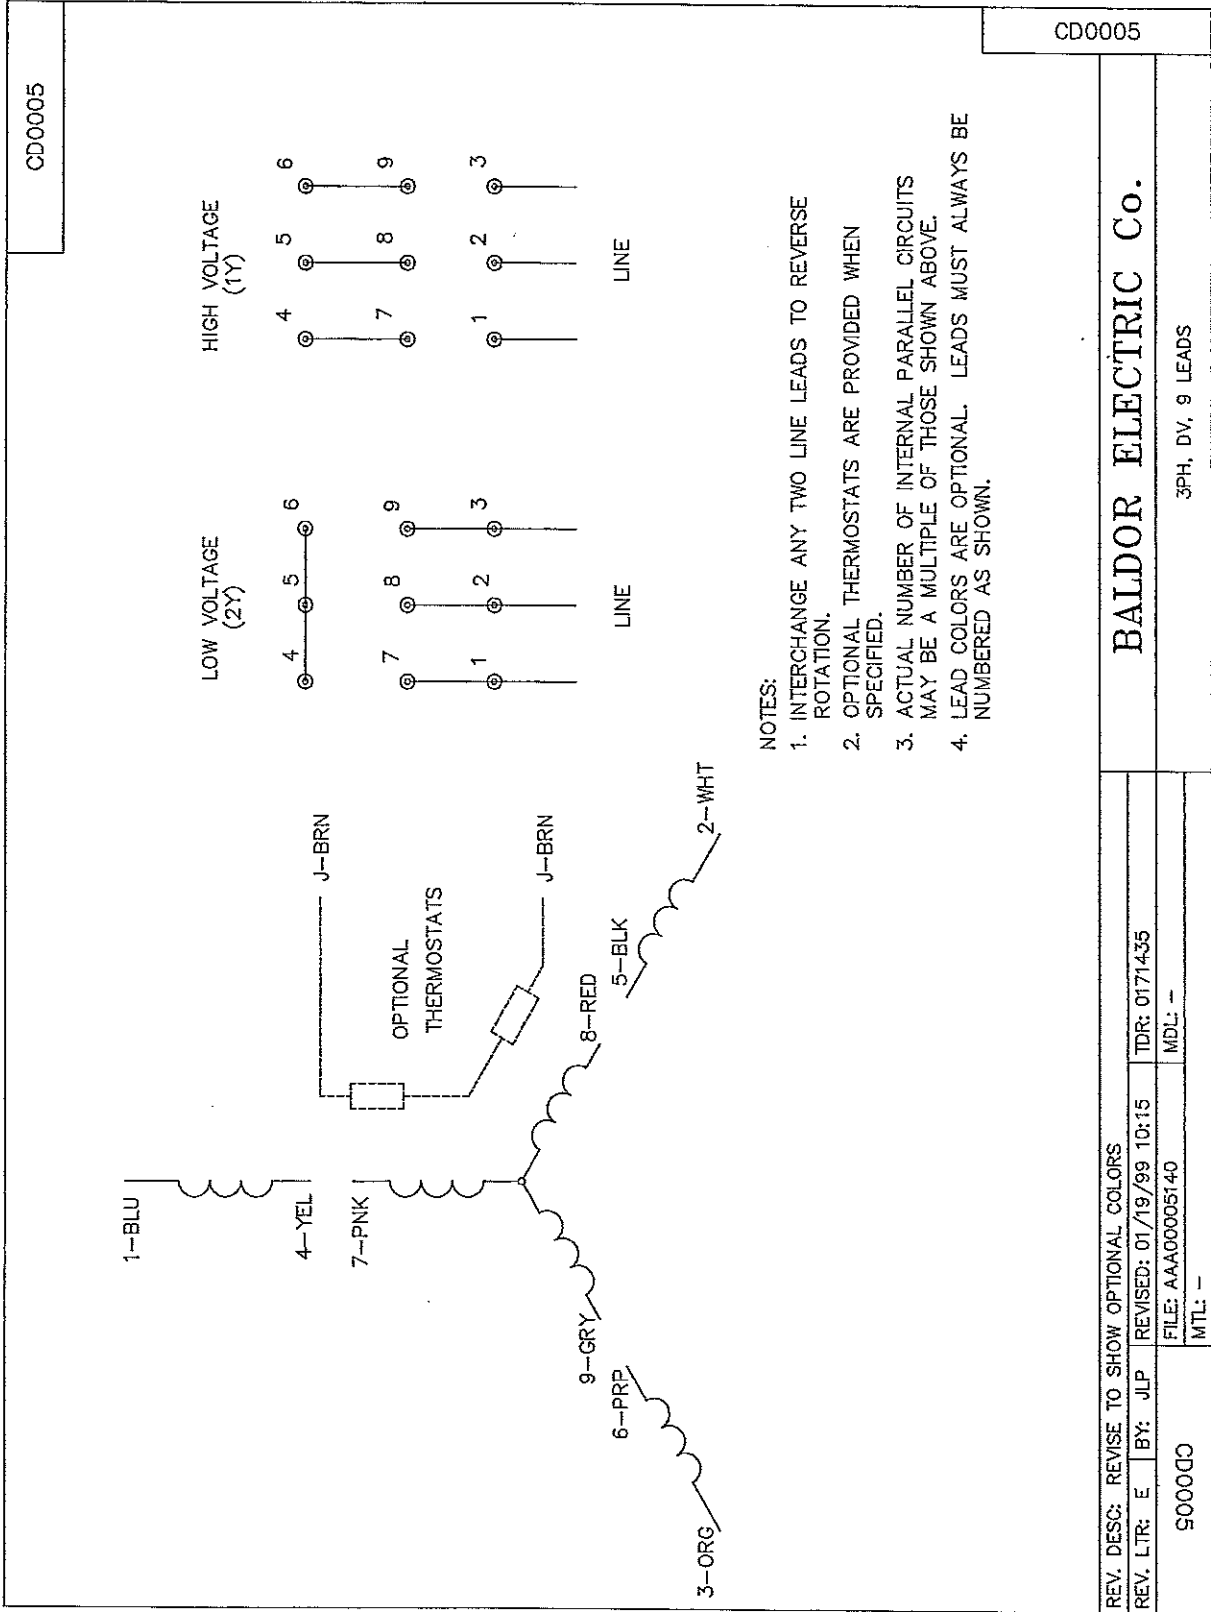 CD0005
CD0005
1-BLU
4-YEL
7-PNK
9-GRY
6-PRP
3-ORG
8-RED
5-BLK
2-WHT
J-BRN
OPTIONAL
THERMOSTATS
J-BRN
LOW VOLTAGE
(2Y)
4 5 6
7 8 9
1 2 3
LINE
HIGH VOLTAGE
(1Y)
4 5 6
7 8 9
1 2 3
LINE
NOTES:
1. INTERCHANGE ANY TWO LINE LEADS TO REVERSE
ROTATION.
2. OPTIONAL THERMOSTATS ARE PROVIDED WHEN
SPECIFIED.
3. ACTUAL NUMBER OF INTERNAL PARALLEL CIRCUITS
MAY BE A MULTIPLE OF THOSE SHOWN ABOVE.
4. LEAD COLORS ARE OPTIONAL. LEADS MUST ALWAYS BE
NUMBERED AS SHOWN.
REV. DESC: REVISE TO SHOW OPTIONAL COLORS
REV. LTR: E BY: JLP REVISED: 01/19/99 10:15 TDR: 0171435
CD0005
FILE: AAA00005140 MDL: -
MTL: -
BALDOR ELECTRIC Co.
3PH, DV, 9 LEADS